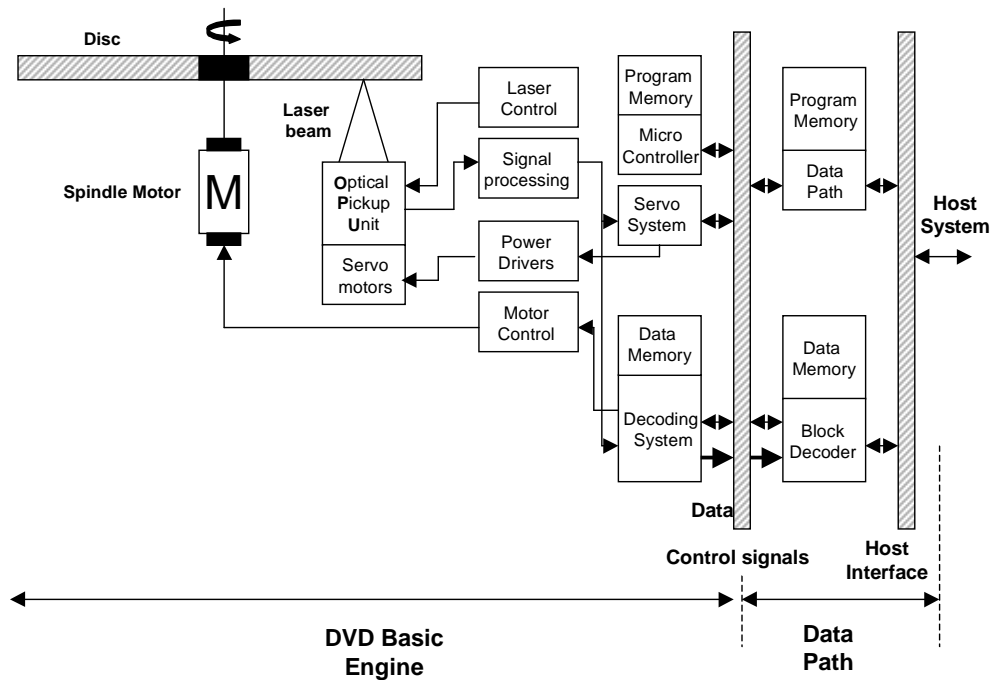 Disc
Laser
beam
Spindle Motor
M
Optical
Pickup
Unit
Servo
motors
Laser
Control
Signal
processing
Power
Drivers
Motor
Control
Program
Memory
Micro
Controller
Servo
System
Data
Memory
Decoding
System
Program
Memory
Data
Path
Data
Memory
Block
Decoder
Host
System
Data
Control signals
Host
Interface
DVD Basic
Engine
Data
Path